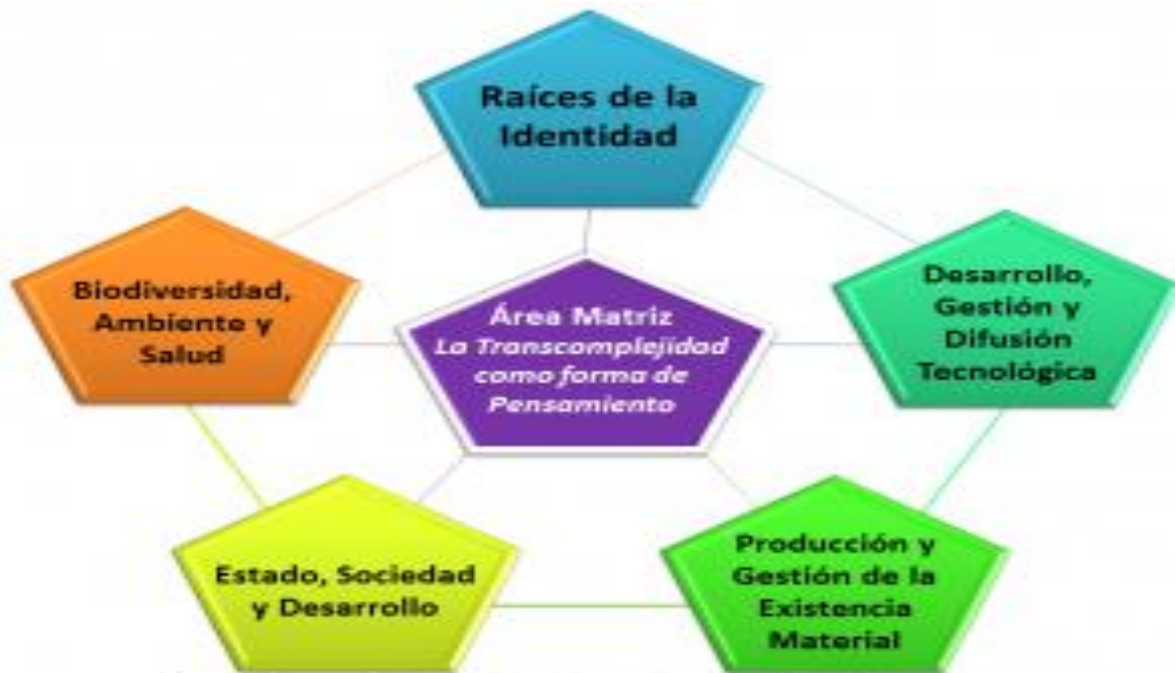 Raíces de la
Identidad
Biodiversidad,
Ambiente y
Salud
Área Matriz
La Transcomplejidad
como forma de
Pensamiento
Desarrollo,
Gestión y
Difusión
Tecnológica
Estado, Sociedad
y Desarrollo
Producción y
Gestión de la
Existencia
Material